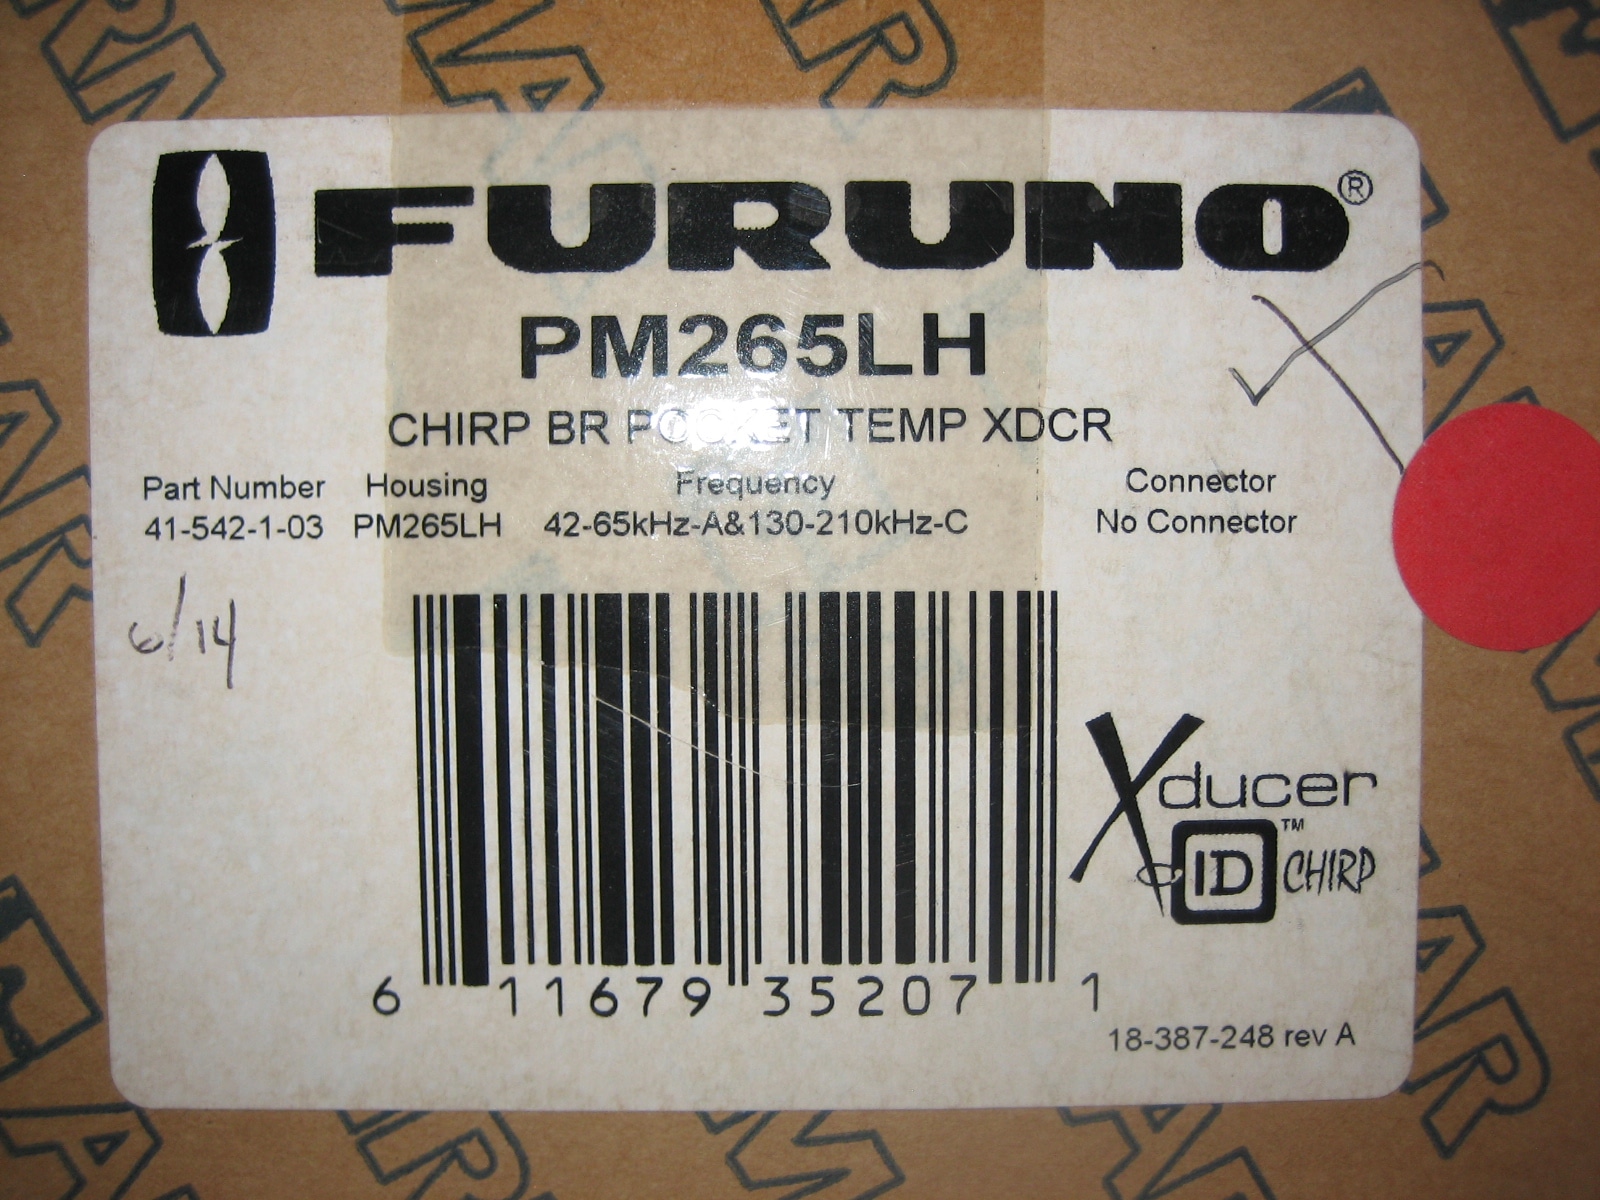 FURUNO®
PM265LH
CHIRP BR POCKET TEMP XDCR
Part Number Housing Frequency Connector
41-542-1-03 PM265LH 42-65kHz-A&130-210kHz-C No Connector
6/14
Xducer
ID™ CHIRP
6 11679 35207 1
18-387-248 rev A